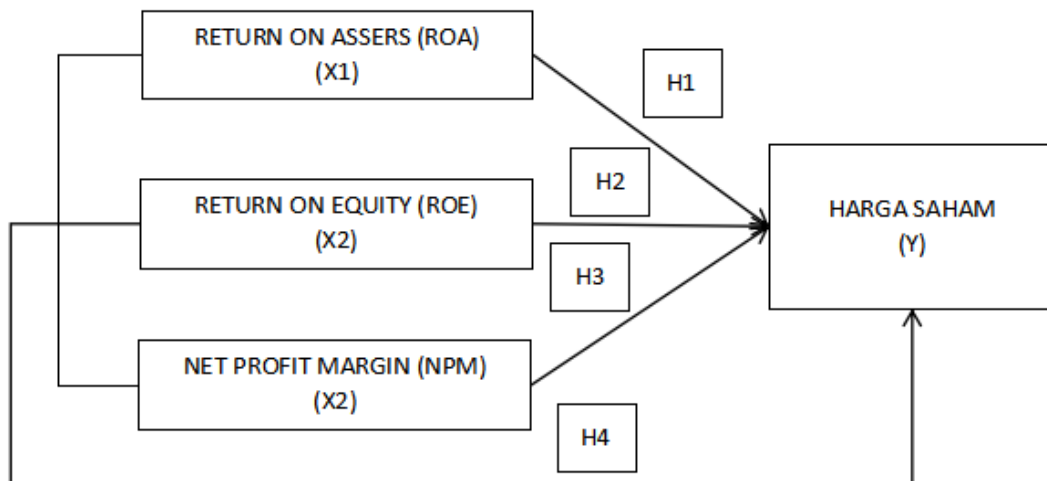 RETURN ON ASSERS (ROA)
(X1)
H1
H2
RETURN ON EQUITY (ROE)
(X2)
HARGA SAHAM
(Y)
H3
NET PROFIT MARGIN (NPM)
(X2)
H4